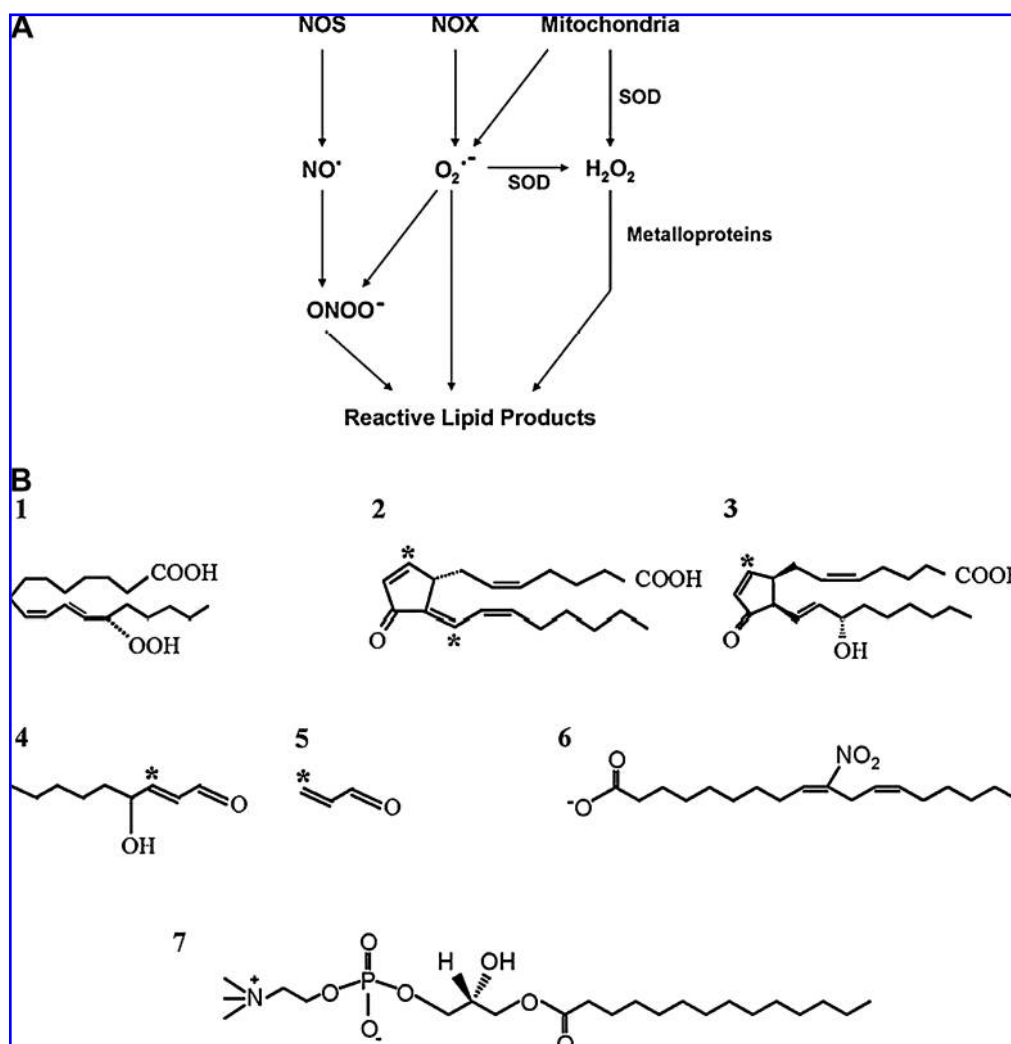 A
NOS NOX Mitochondria
SOD
NO• O₂•⁻ SOD H₂O₂
Metalloproteins
ONOO⁻
Reactive Lipid Products
B
1 2 3
* *
COOH COOH COOH
OOH O * O OH
4 5 6
* * NO₂
O O O
OH ⁻O
7
O H OH
N⁺ O P O O
O₋ O